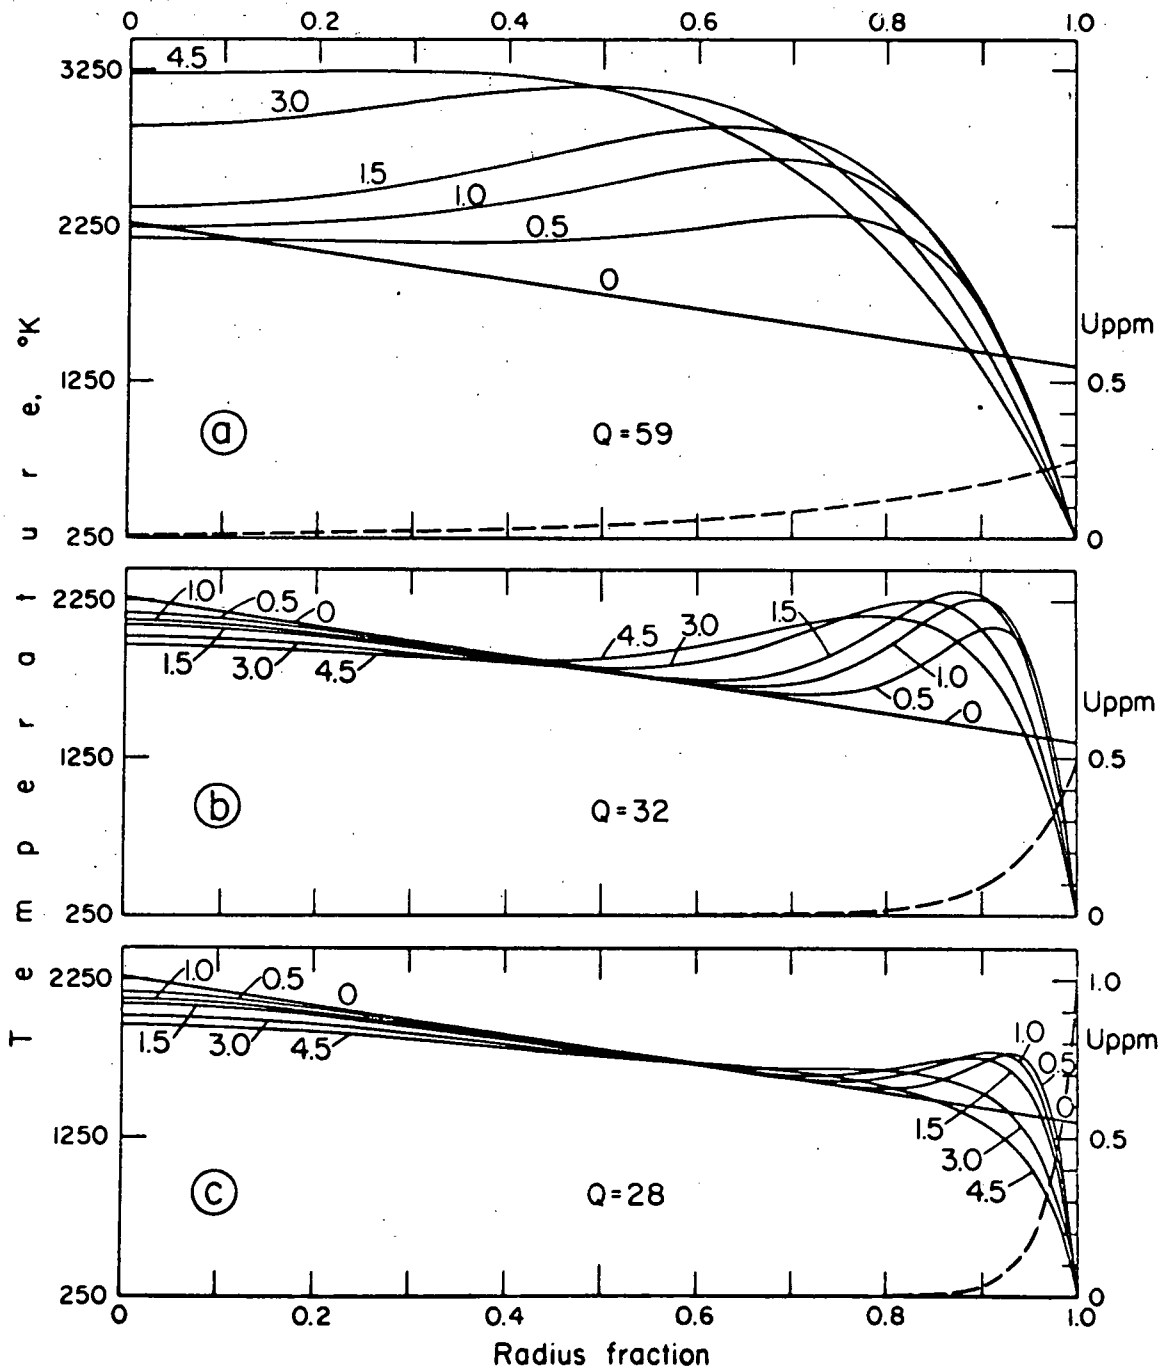 0 0.2 0.4 0.6 0.8 1.0
3250 4.5
3.0
1.5
1.0
2250 0.5
0
Uppm
1250 0.5
a Q=59
250 0
2250 1.0 0.5 0
1.5 3.0 4.5
4.5 3.0 1.5
1.0
0.5
0
Uppm
1250 0.5
b Q=32
250 0
2250 1.0 0.5 0 1.0
1.5 3.0 4.5
1.0 Uppm
0.5
0
1250 1.5 0.5
3.0
4.5
c Q=28
250 0
0 0.2 0.4 0.6 0.8 1.0
Radius fraction
Temperature, °K